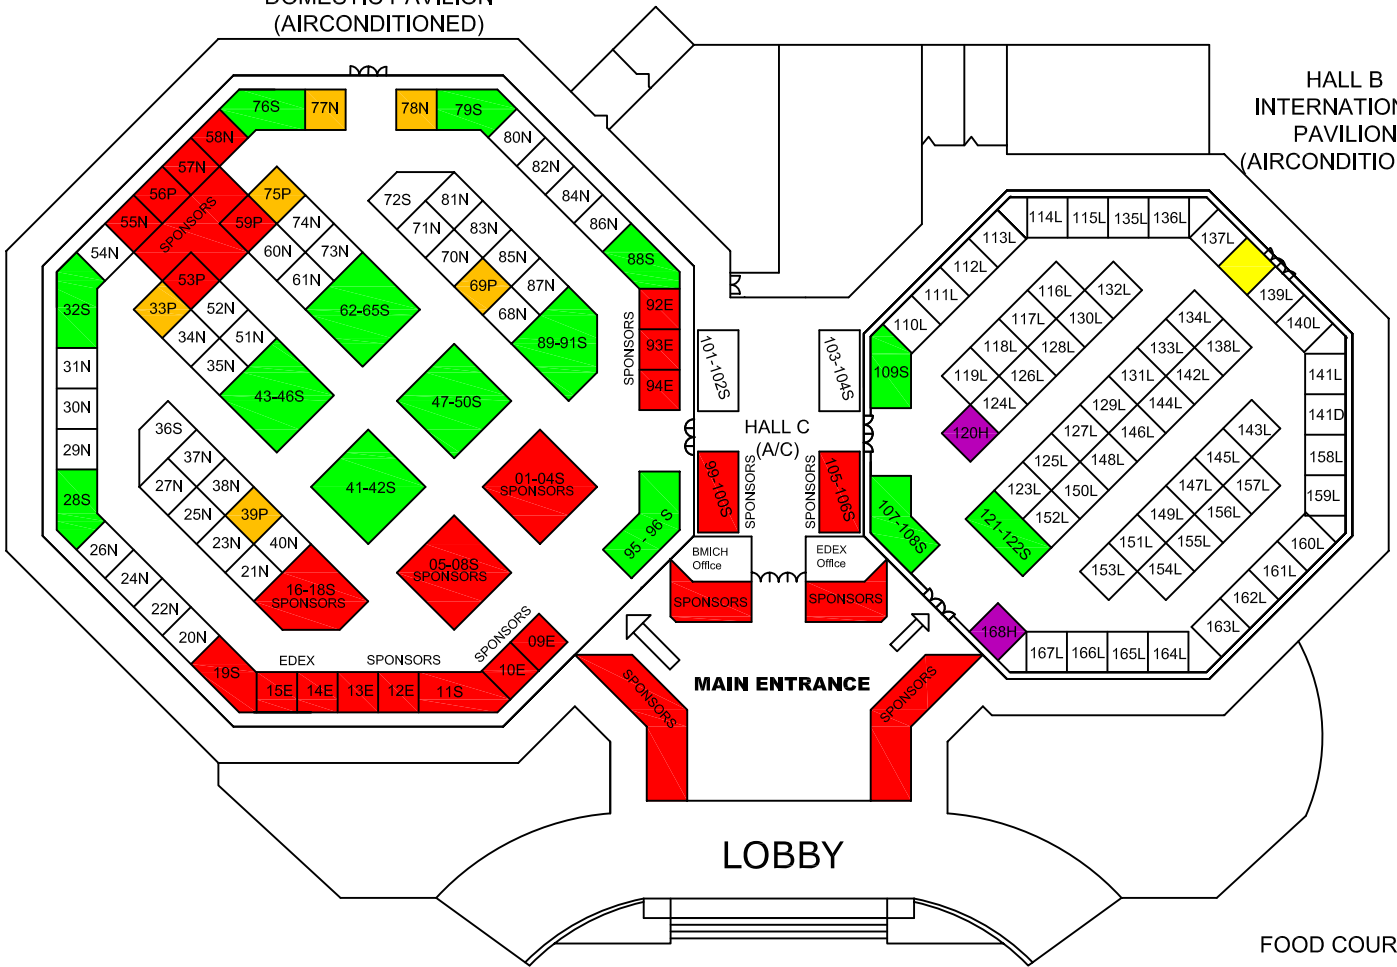 DOMESTIC PAVILION
(AIRCONDITIONED)
HALL B
INTERNATION
PAVILION
(AIRCONDITIO
76S
77N
78N
79S
58N
57N
56P
55N
54N
SPONSORS
59P
53P
33P
75P
74N
73N
60N
61N
62-65S
52N
51N
34N
35N
43-46S
72S
81N
71N
83N
70N
85N
69P
87N
68N
89-91S
80N
82N
84N
86N
88S
92E
93E
94E
SPONSORS
32S
31N
30N
29N
28S
26N
24N
22N
20N
19S
36S
37N
27N
38N
25N
39P
23N
40N
21N
16-18S
SPONSORS
47-50S
41-42S
01-04S
SPONSORS
05-08S
SPONSORS
95 - 96 S
EDEX
SPONSORS
SPONSORS
15E
14E
13E
12E
11S
10E
09E
101-102S
103-104S
HALL C
(A/C)
99-100S
SPONSORS
SPONSORS
105-106S
BMICH
Office
EDEX
Office
SPONSORS
SPONSORS
MAIN ENTRANCE
SPONSORS
SPONSORS
LOBBY
109S
110L
111L
112L
113L
114L
115L
135L
136L
137L
139L
140L
141L
141D
158L
159L
160L
161L
162L
163L
164L
165L
166L
167L
168H
107-108S
116L
132L
117L
130L
118L
128L
119L
126L
124L
120H
134L
133L
138L
131L
142L
129L
144L
127L
146L
125L
148L
123L
150L
152L
121-122S
143L
145L
147L
157L
149L
156L
151L
155L
153L
154L
FOOD COUR